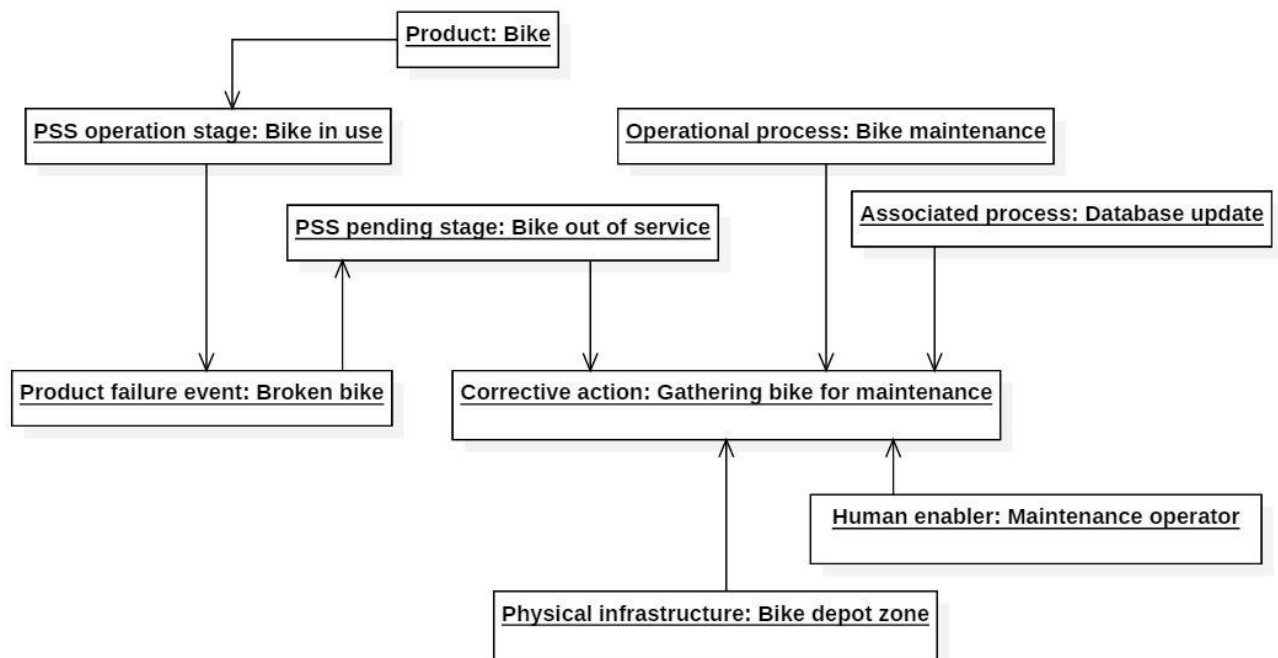 Product: Bike
PSS operation stage: Bike in use
Operational process: Bike maintenance
PSS pending stage: Bike out of service
Associated process: Database update
Product failure event: Broken bike
Corrective action: Gathering bike for maintenance
Human enabler: Maintenance operator
Physical infrastructure: Bike depot zone